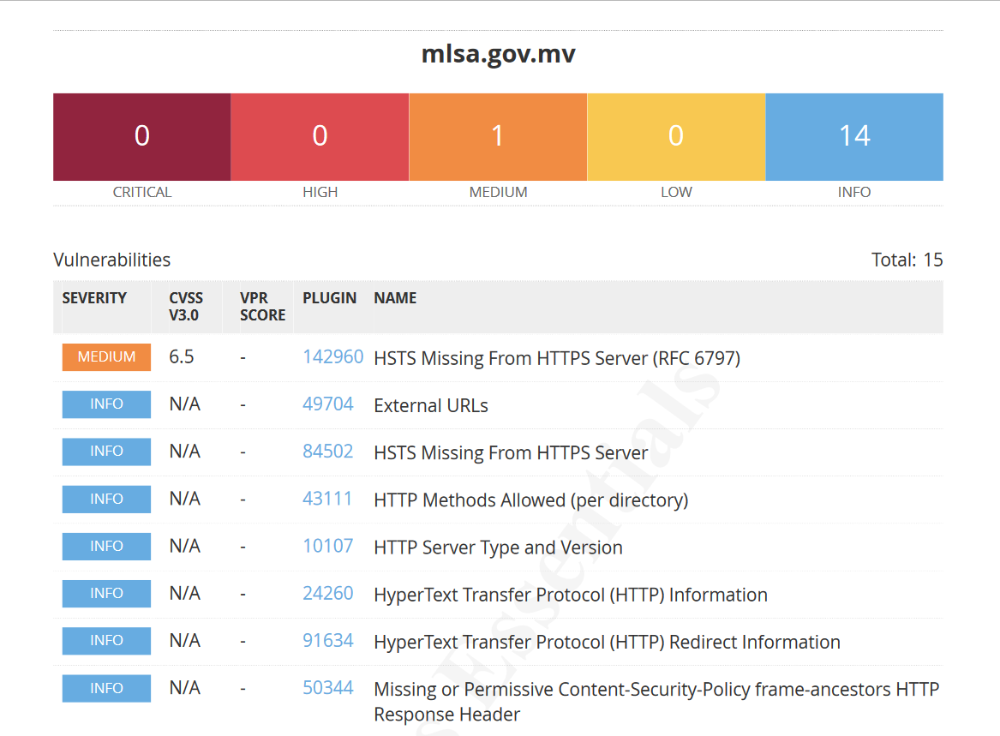 mlsa.gov.mv
0 0 1 0 14
CRITICAL HIGH MEDIUM LOW INFO
Vulnerabilities Total: 15
SEVERITY CVSS VPR PLUGIN NAME
V3.0 SCORE
MEDIUM 6.5 - 142960 HSTS Missing From HTTPS Server (RFC 6797)
INFO N/A - 49704 External URLs
INFO N/A - 84502 HSTS Missing From HTTPS Server
INFO N/A - 43111 HTTP Methods Allowed (per directory)
INFO N/A - 10107 HTTP Server Type and Version
INFO N/A - 24260 HyperText Transfer Protocol (HTTP) Information
INFO N/A - 91634 HyperText Transfer Protocol (HTTP) Redirect Information
INFO N/A - 50344 Missing or Permissive Content-Security-Policy frame-ancestors HTTP
Response Header
s Essentials